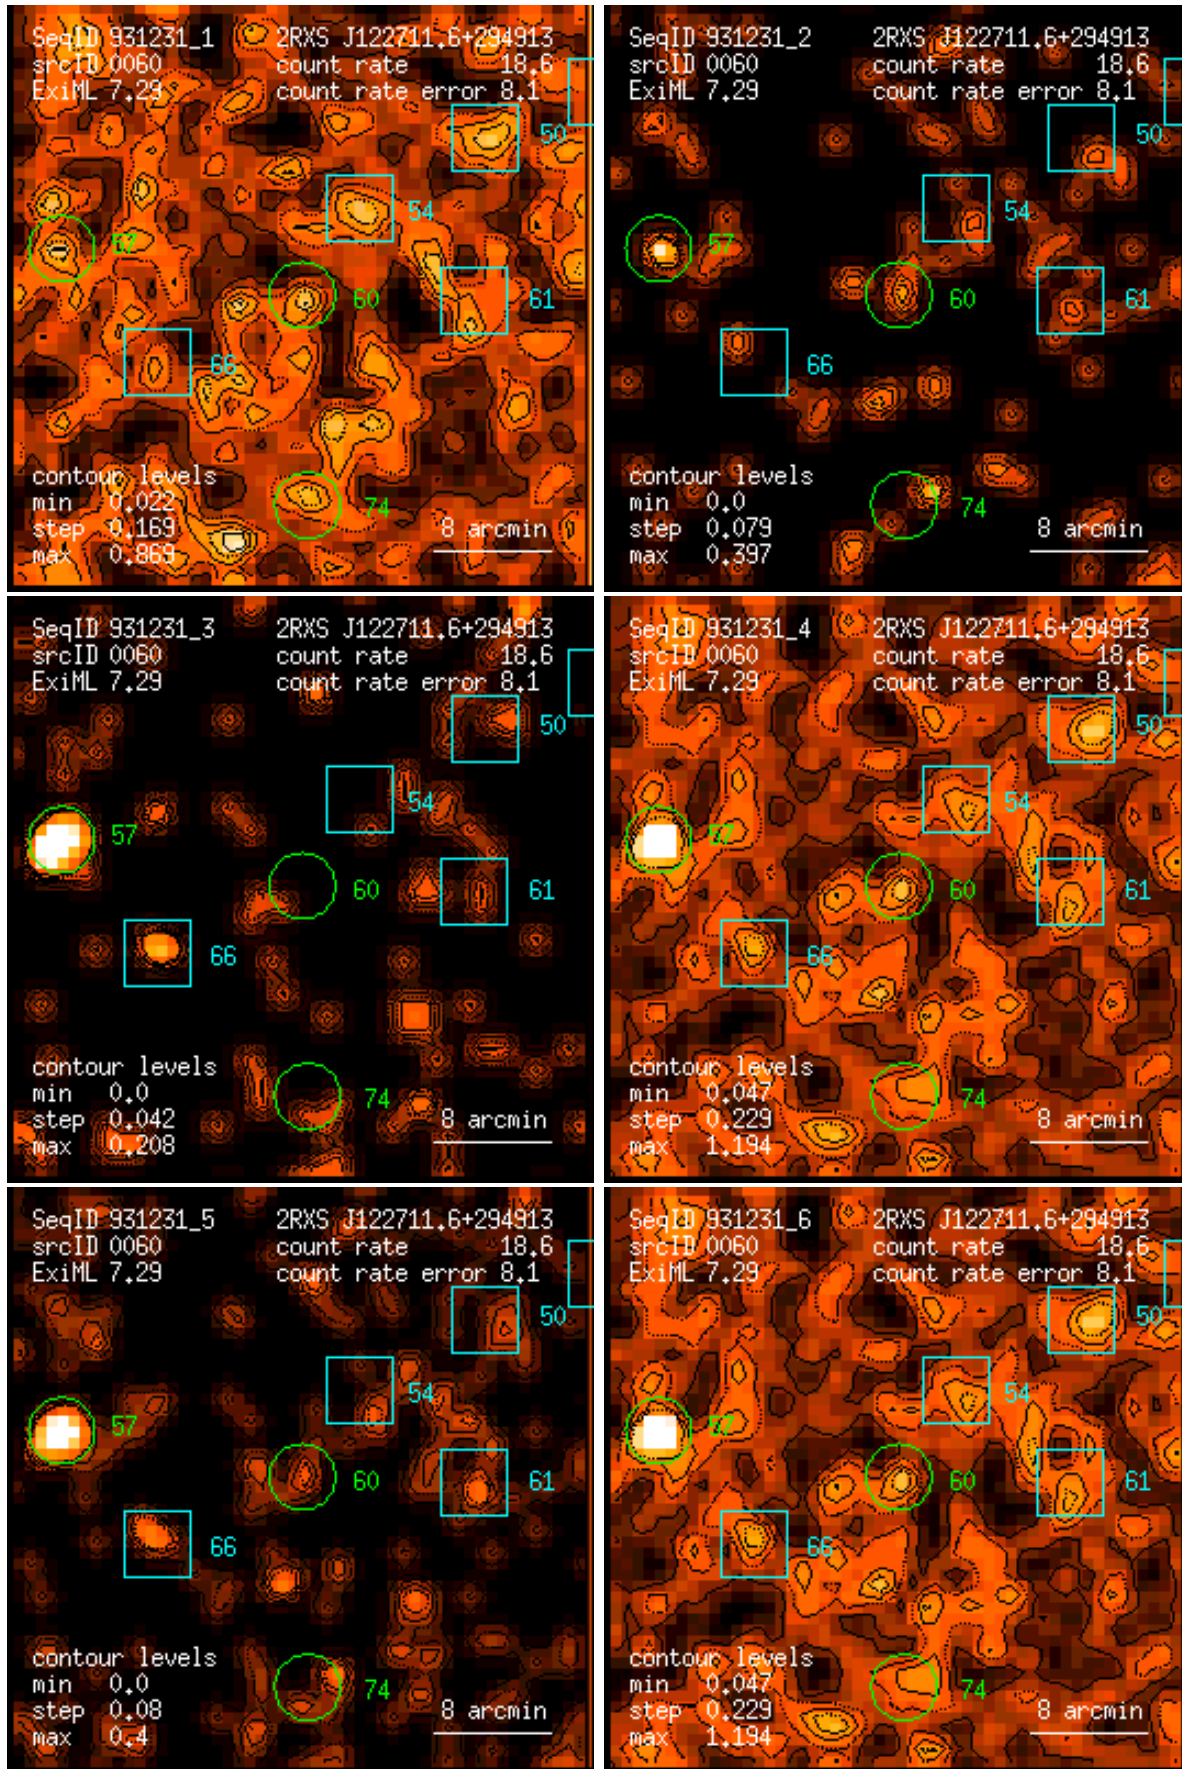 SeqID 931231_1 2RXS J122711.6+294913
srcID 0060 count rate 18.6
ExiML 7.29 count rate error 8.1
50
54
57
60
61
66
contour levels
min 0.022
74
step 0.169 8 arcmin
max 0.869
SeqID 931231_2 2RXS J122711.6+294913
srcID 0060 count rate 18.6
ExiML 7.29 count rate error 8.1
50
54
57
60
61
66
contour levels
min 0.0
74
step 0.079 8 arcmin
max 0.397
SeqID 931231_3 2RXS J122711.6+294913
srcID 0060 count rate 18.6
ExiML 7.29 count rate error 8.1
50
54
57
60
61
66
contour levels
min 0.0
74
step 0.042 8 arcmin
max 0.208
SeqID 931231_4 2RXS J122711.6+294913
srcID 0060 count rate 18.6
ExiML 7.29 count rate error 8.1
50
54
57
60
61
66
contour levels
min 0.047
74
step 0.229 8 arcmin
max 1.194
SeqID 931231_5 2RXS J122711.6+294913
srcID 0060 count rate 18.6
ExiML 7.29 count rate error 8.1
50
54
57
60
61
66
contour levels
min 0.0
74
step 0.08 8 arcmin
max 0.4
SeqID 931231_6 2RXS J122711.6+294913
srcID 0060 count rate 18.6
ExiML 7.29 count rate error 8.1
50
54
57
60
61
66
contour levels
min 0.047
74
step 0.229 8 arcmin
max 1.194